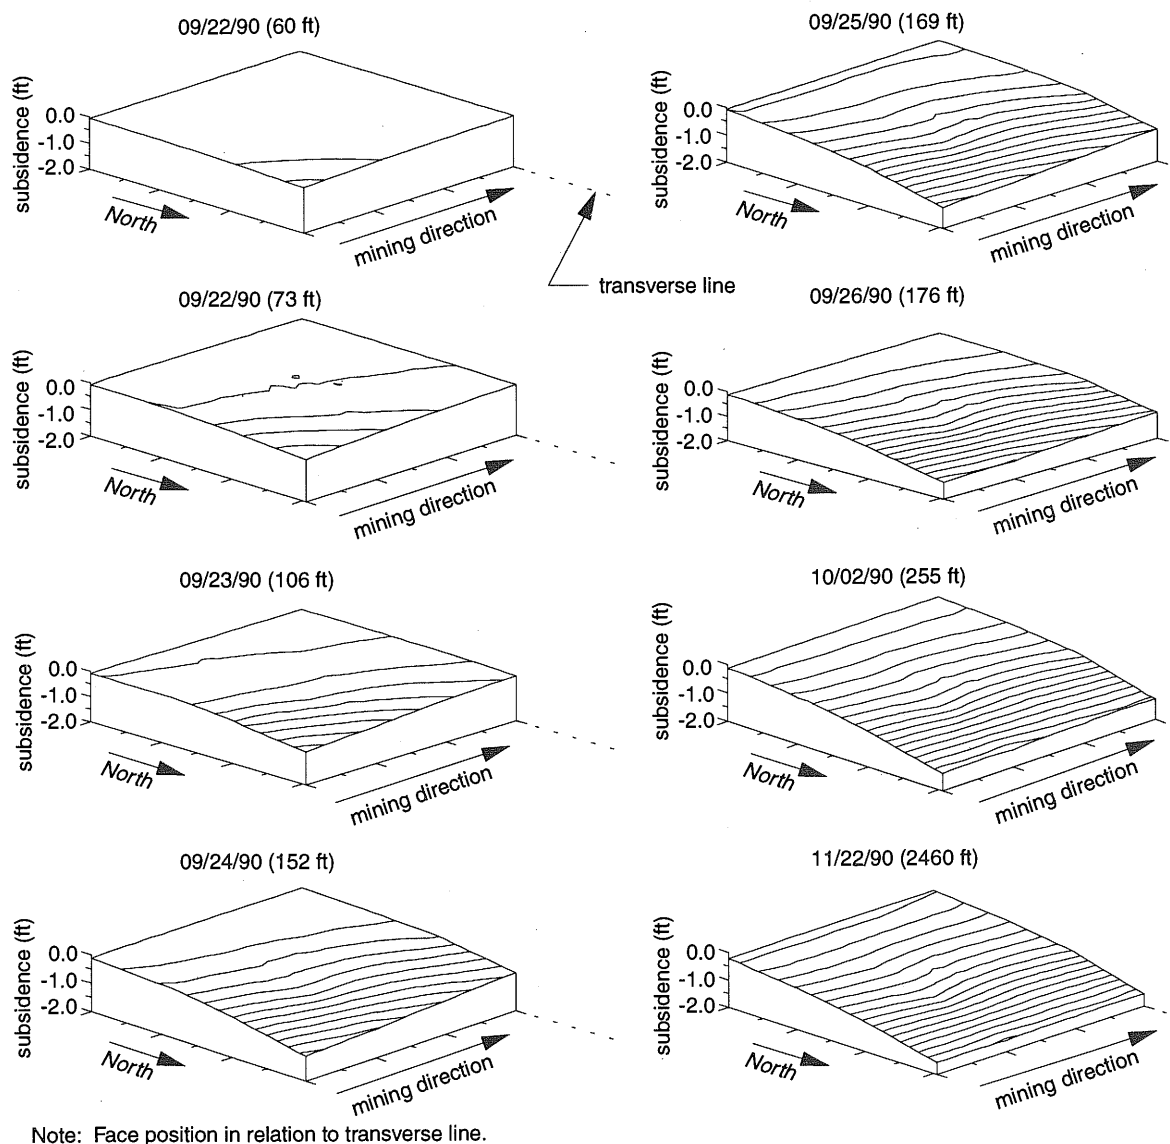 09/22/90 (60 ft)
subsidence (ft)
0.0
-1.0
-2.0
North
mining direction
transverse line
09/22/90 (73 ft)
subsidence (ft)
0.0
-1.0
-2.0
North
mining direction
09/23/90 (106 ft)
subsidence (ft)
0.0
-1.0
-2.0
North
mining direction
09/24/90 (152 ft)
subsidence (ft)
0.0
-1.0
-2.0
North
mining direction
09/25/90 (169 ft)
subsidence (ft)
0.0
-1.0
-2.0
North
mining direction
09/26/90 (176 ft)
subsidence (ft)
0.0
-1.0
-2.0
North
mining direction
10/02/90 (255 ft)
subsidence (ft)
0.0
-1.0
-2.0
North
mining direction
11/22/90 (2460 ft)
subsidence (ft)
0.0
-1.0
-2.0
North
mining direction
Note: Face position in relation to transverse line.